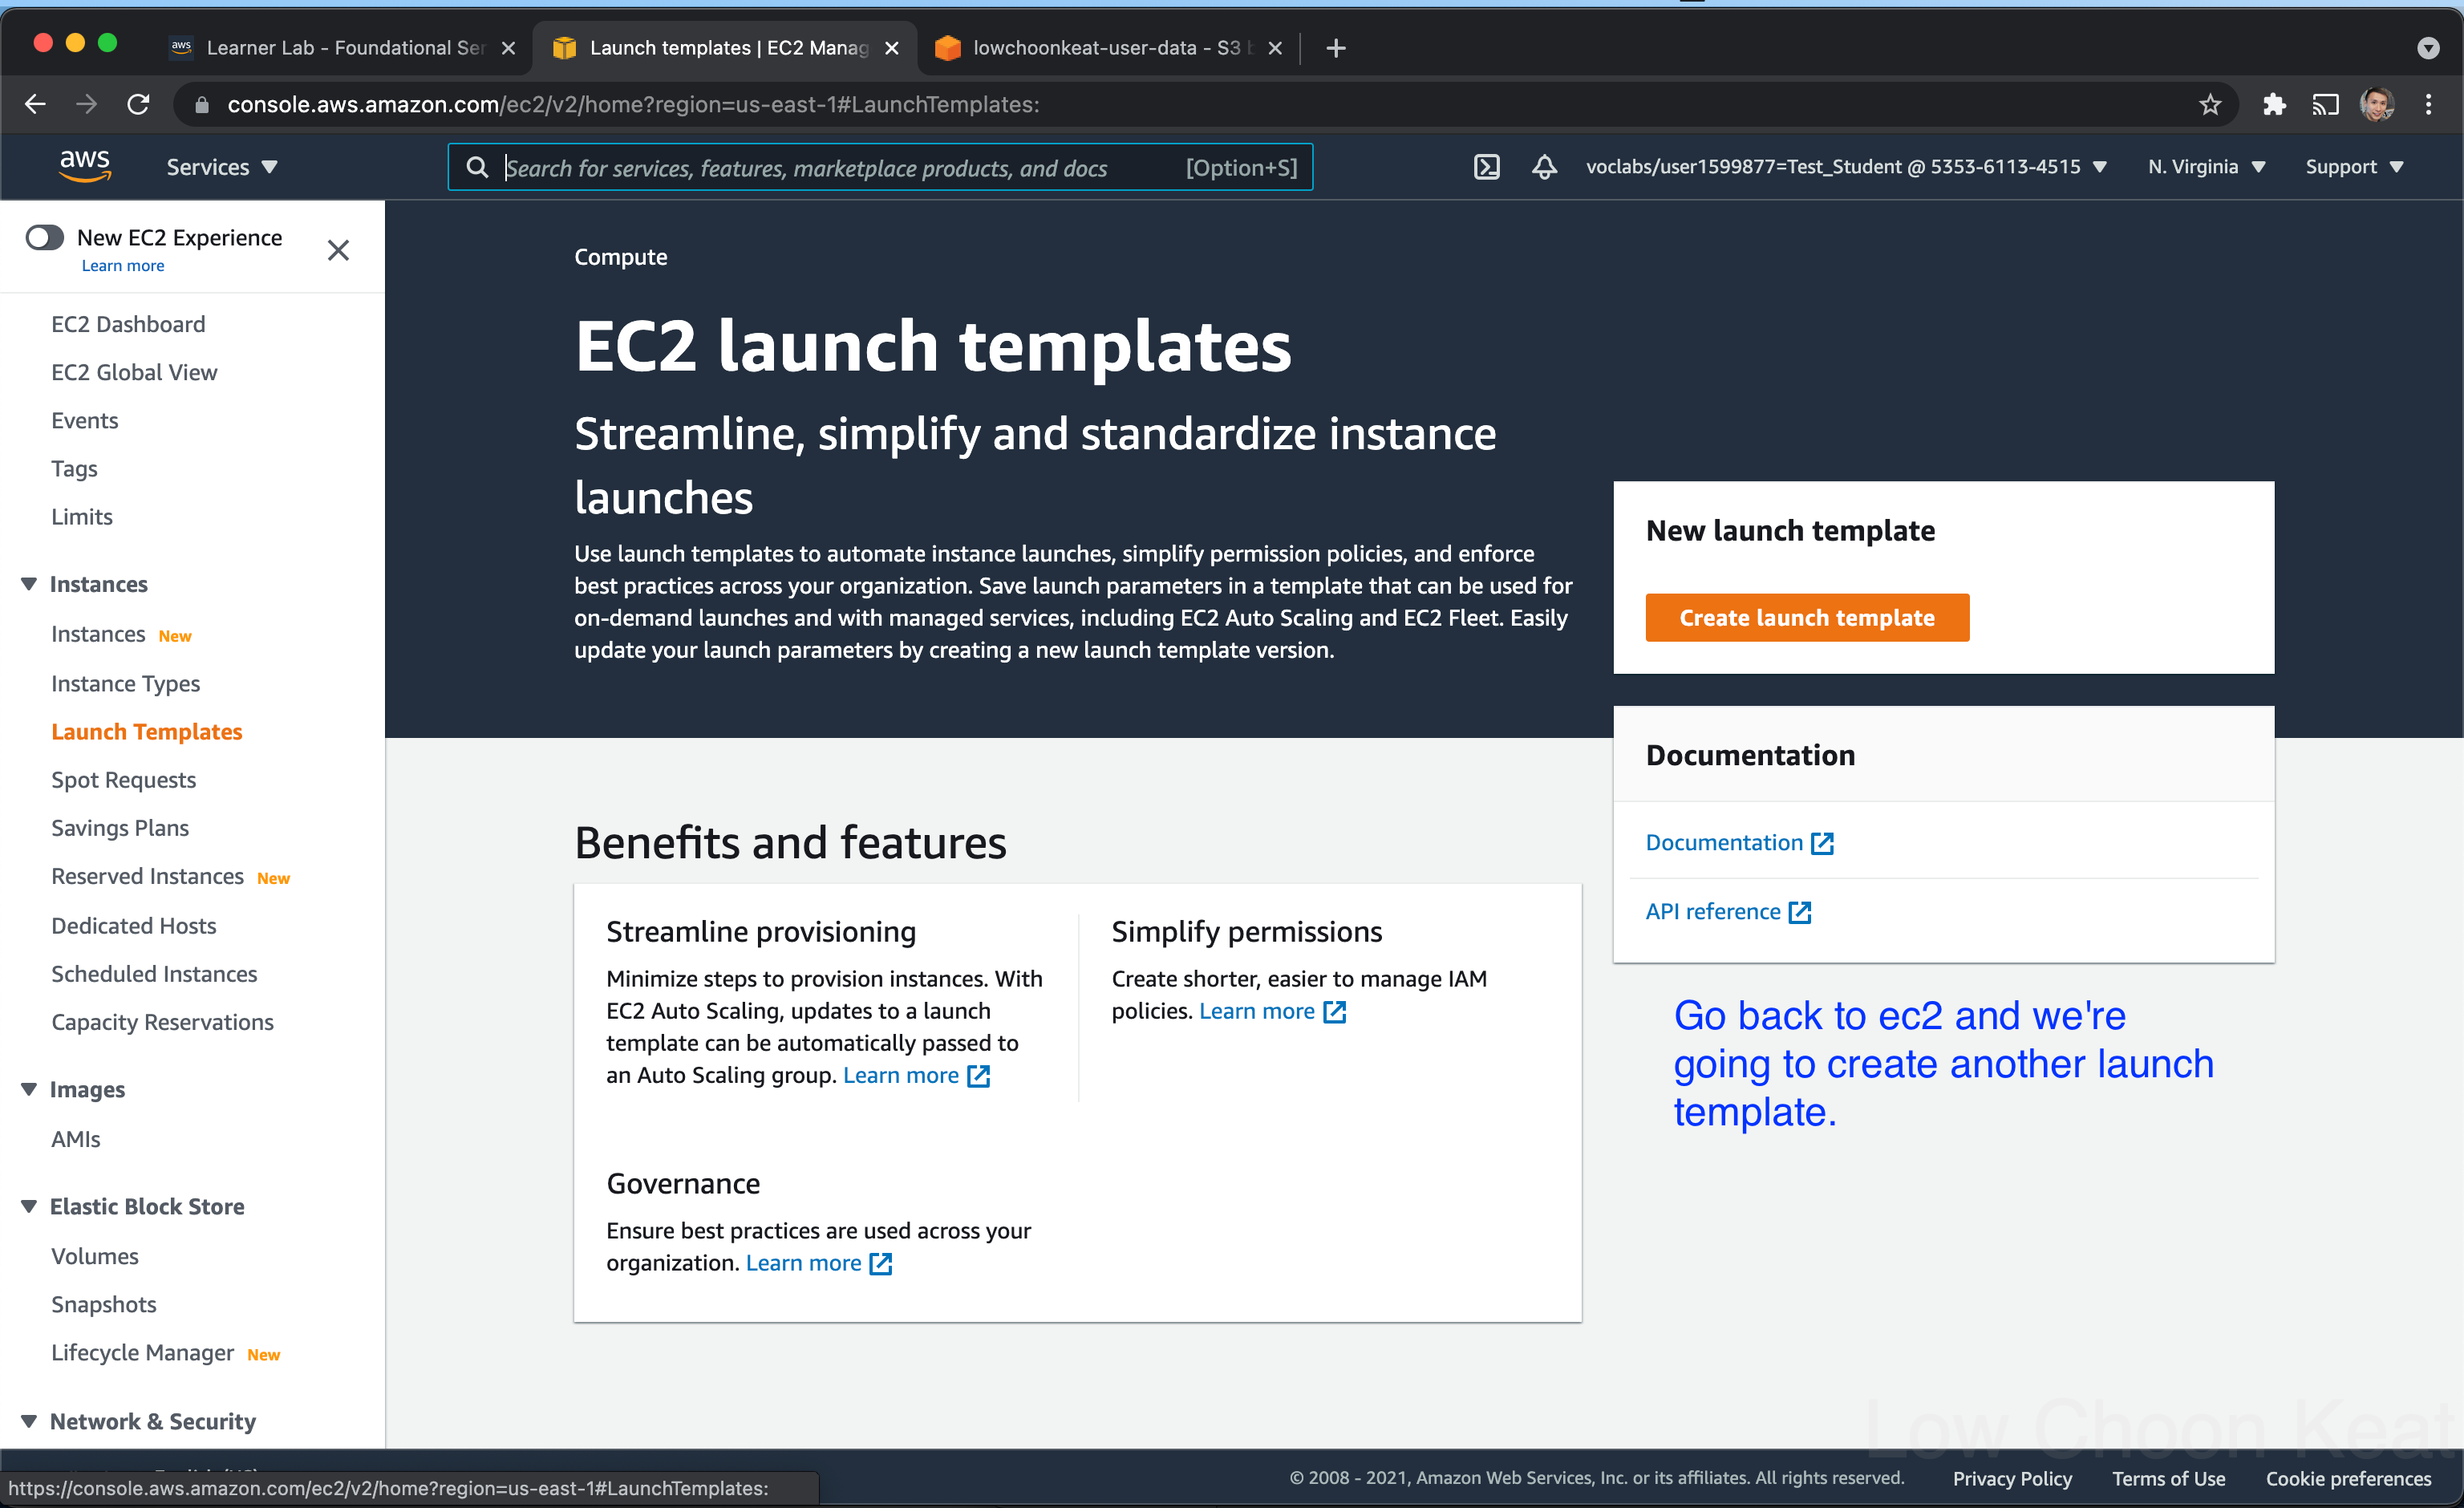 Learner Lab - Foundational Ser
Launch templates | EC2 Manag
lowchoonkeat-user-data - S3 b
console.aws.amazon.com/ec2/v2/home?region=us-east-1#LaunchTemplates:
aws
Services
Search for services, features, marketplace products, and docs
[Option+S]
voclabs/user1599877=Test_Student @ 5353-6113-4515
N. Virginia
Support
New EC2 Experience
Learn more
EC2 Dashboard
EC2 Global View
Events
Tags
Limits
Instances
Instances New
Instance Types
Launch Templates
Spot Requests
Savings Plans
Reserved Instances New
Dedicated Hosts
Scheduled Instances
Capacity Reservations
Images
AMIs
Elastic Block Store
Volumes
Snapshots
Lifecycle Manager New
Network & Security
Compute
EC2 launch templates
Streamline, simplify and standardize instance
launches
Use launch templates to automate instance launches, simplify permission policies, and enforce
best practices across your organization. Save launch parameters in a template that can be used for
on-demand launches and with managed services, including EC2 Auto Scaling and EC2 Fleet. Easily
update your launch parameters by creating a new launch template version.
New launch template
Create launch template
Documentation
Documentation
API reference
Benefits and features
Streamline provisioning
Minimize steps to provision instances. With
EC2 Auto Scaling, updates to a launch
template can be automatically passed to
an Auto Scaling group. Learn more
Simplify permissions
Create shorter, easier to manage IAM
policies. Learn more
Governance
Ensure best practices are used across your
organization. Learn more
Go back to ec2 and we're
going to create another launch
template.
Low Choon Keat
https://console.aws.amazon.com/ec2/v2/home?region=us-east-1#LaunchTemplates:
© 2008 - 2021, Amazon Web Services, Inc. or its affiliates. All rights reserved.
Privacy Policy
Terms of Use
Cookie preferences